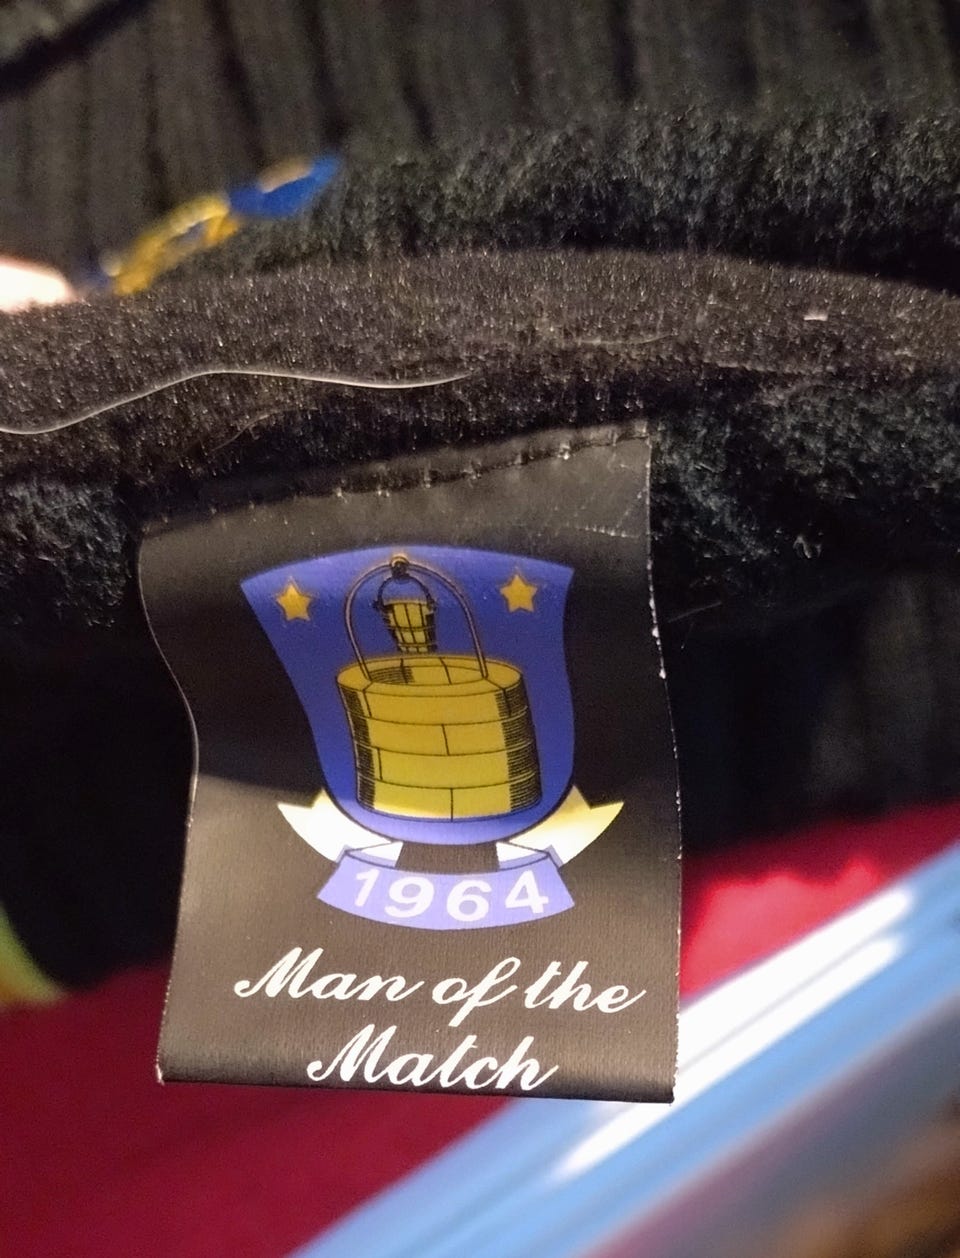 1964
Man of the
Match